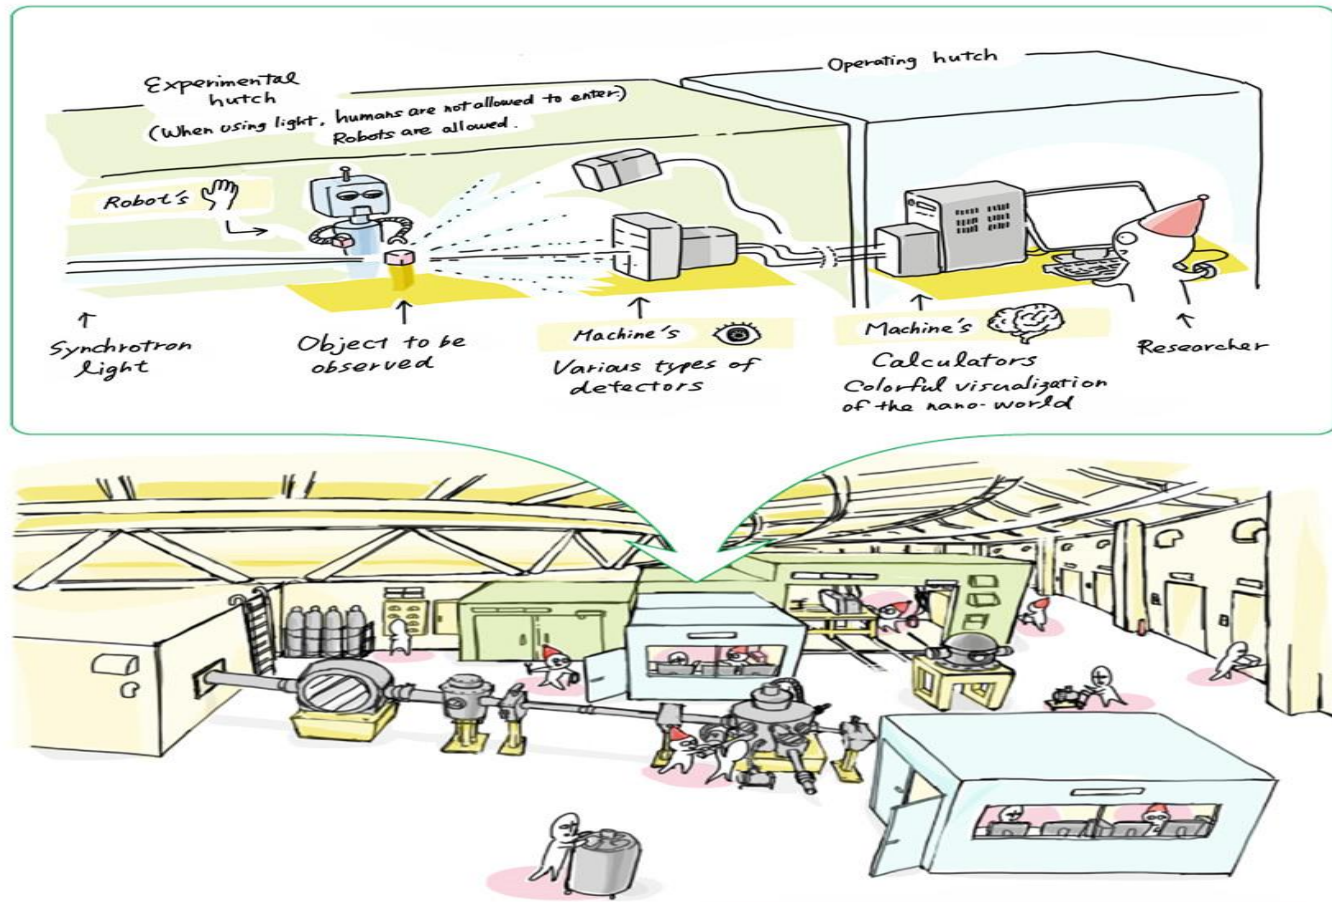 Experimental
hutch
(When using light, humans are not allowed to enter.)
Robots are allowed.
Operating hutch
Robot's
Synchrotron
light
Object to be
observed
Machine's
Various types of
detectors
Machine's
Calculators
Colorful visualization
of the nano-world
Researcher